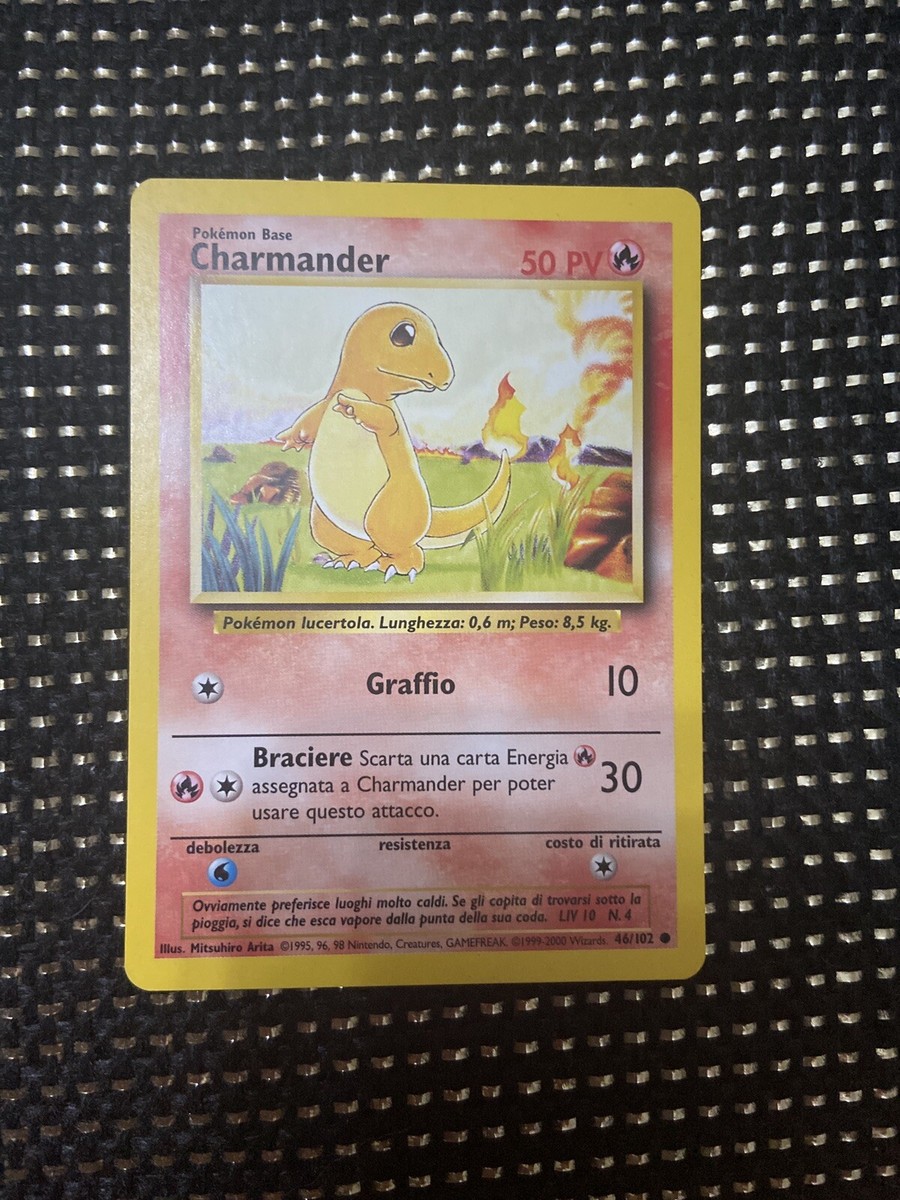 Pokémon Base
Charmander 50 PV
Pokémon lucertola. Lunghezza: 0,6 m; Peso: 8,5 kg.
Graffio 10
Braciere Scarta una carta Energia
assegnata a Charmander per poter 30
usare questo attacco.
debolezza resistenza costo di ritirata
Ovviamente preferisce luoghi molto caldi. Se gli capita di trovarsi sotto la
pioggia, si dice che esca vapore dalla punta della sua coda. LIV 10 N. 4
Illus. Mitsuhiro Arita ©1995, 96, 98 Nintendo, Creatures, GAMEFREAK. ©1999-2000 Wizards. 46/102